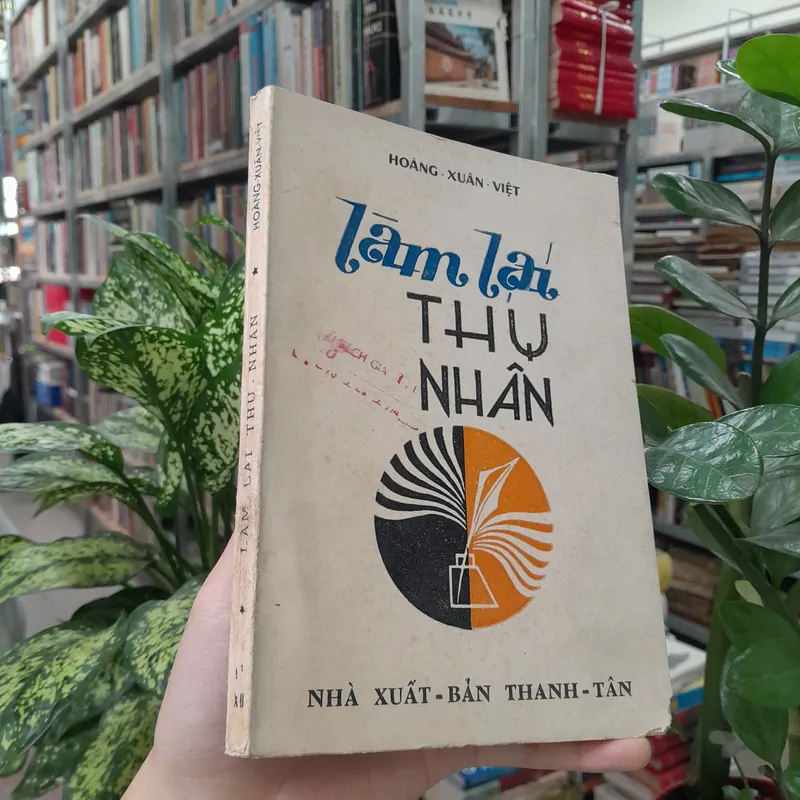 HOÀNG-XUÂN-VIỆT
Làm lại
THỤ
NHÂN
NHÀ XUẤT-BẢN THANH-TÂN
HOÀNG-XUÂN-VIỆT ★ LÀM LẠI THỤ NHÂN ★